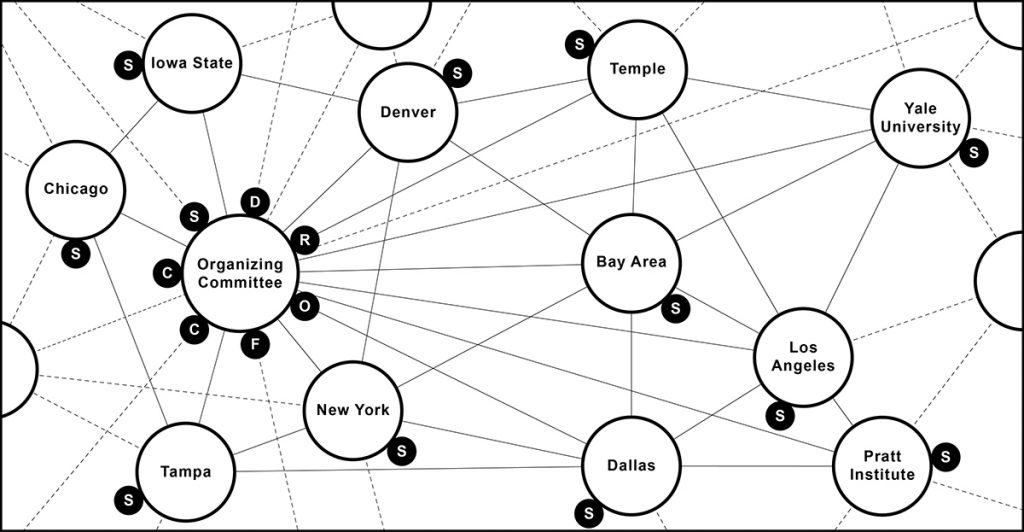 S
Iowa State
S
Denver
S
Temple
Yale
University
S
Chicago
S
S
D
R
C
Organizing
Committee
C
F
O
Bay Area
S
Los
Angeles
S
New York
S
Tampa
S
Dallas
S
Pratt
Institute
S